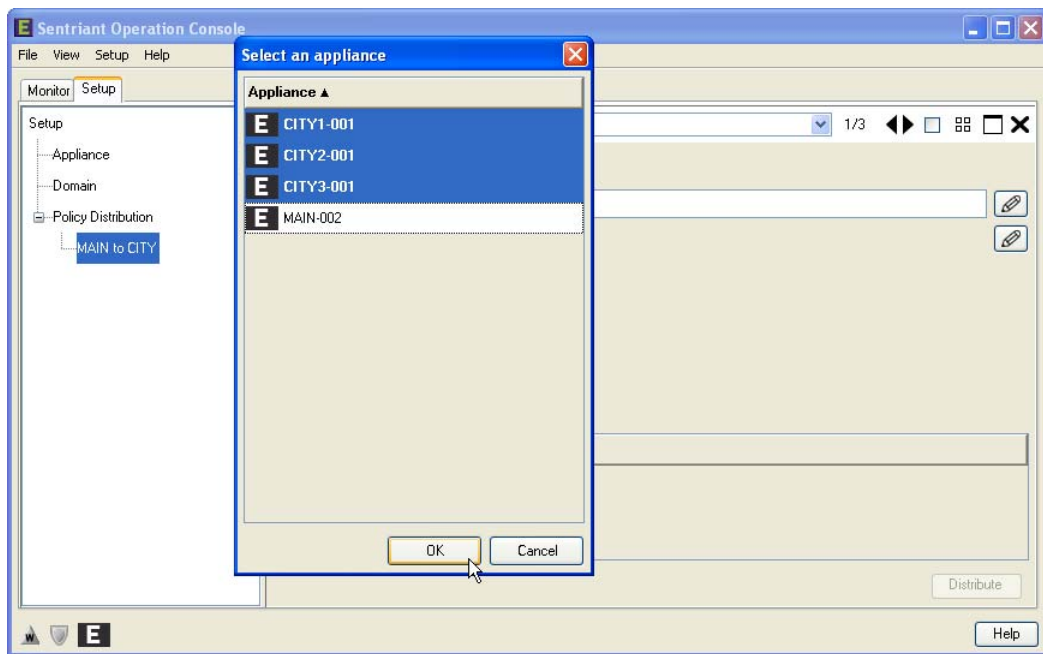 E Sentriant Operation Console
File View Setup Help
Select an appliance
Monitor Setup
Appliance
Setup
1/3
Appliance
Domain
Policy Distribution
MAIN to CITY
E CITY1-001
E CITY2-001
E CITY3-001
E MAIN-002
OK Cancel
Distribute
W E Help